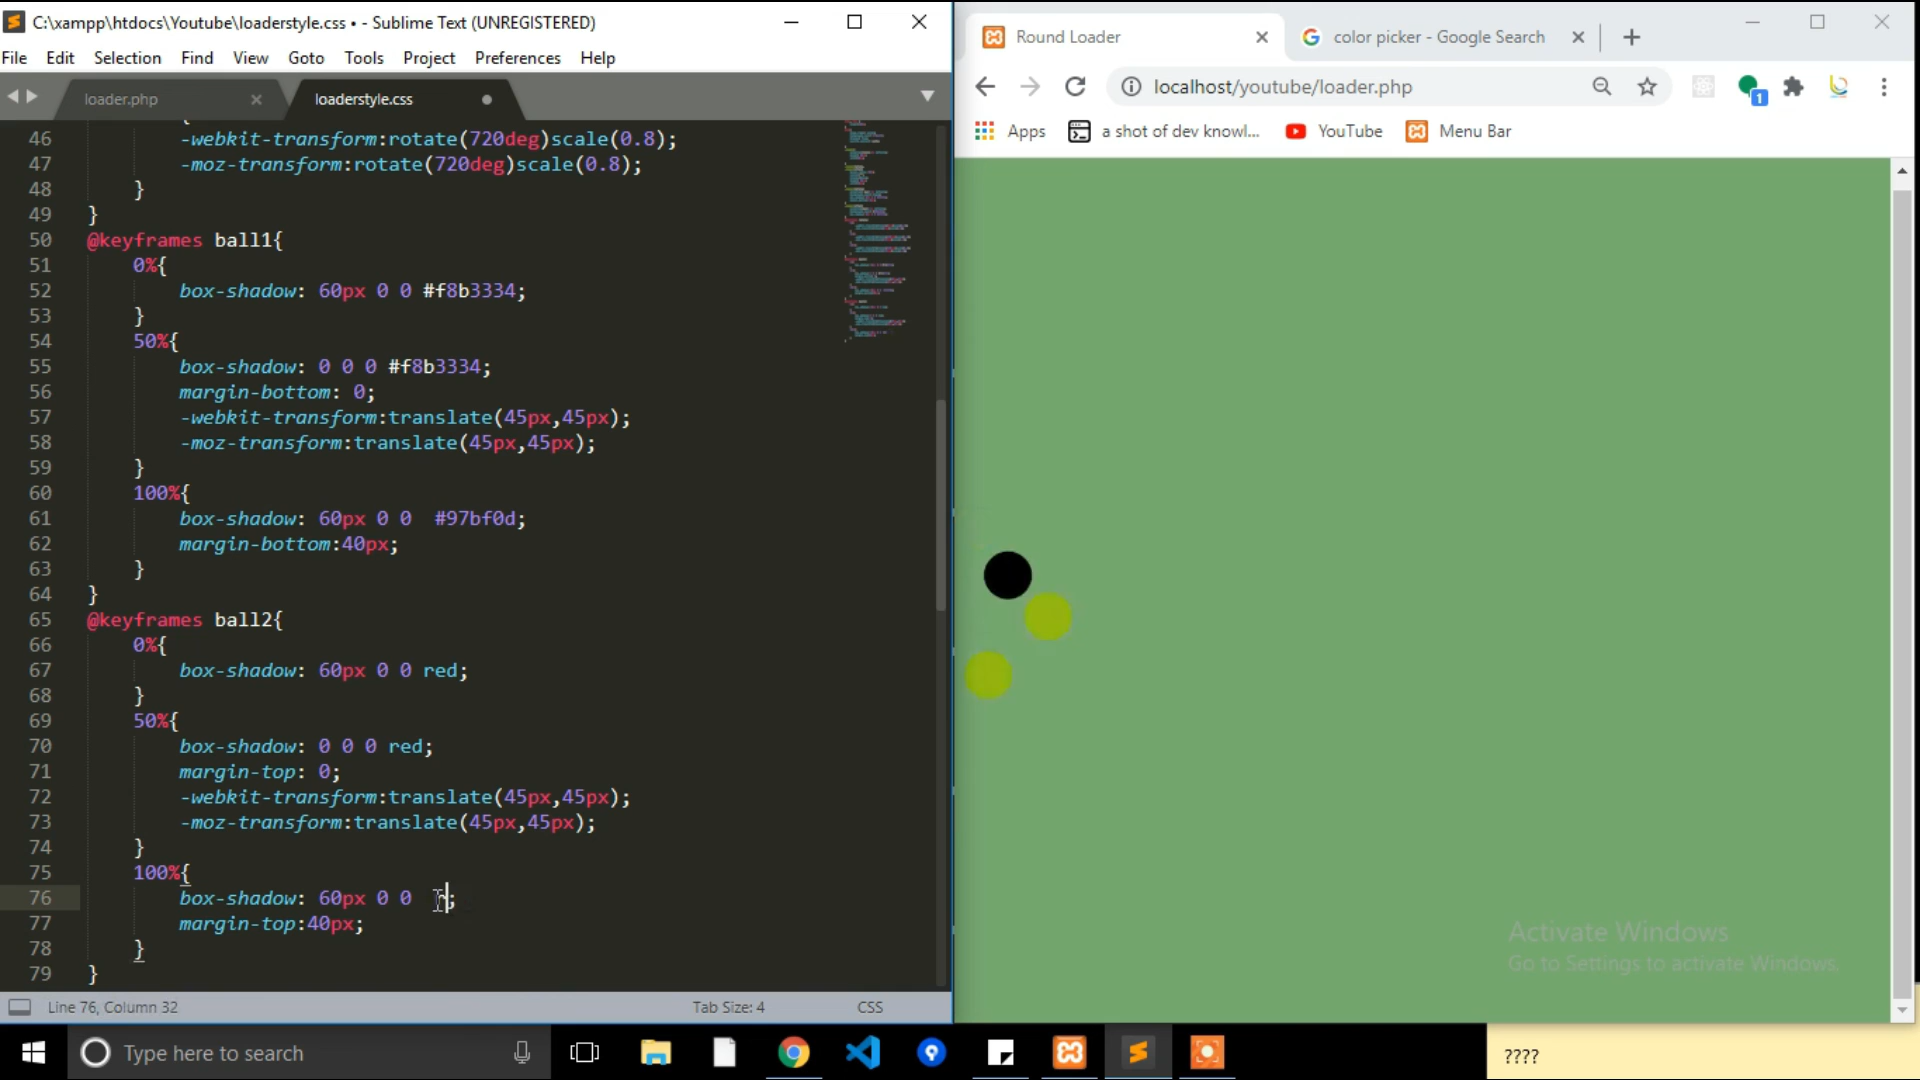 C:\xampp\htdocs\Youtube\loaderstyle.css • - Sublime Text (UNREGISTERED)
File Edit Selection Find View Goto Tools Project Preferences Help
loader.php
loaderstyle.css
46 -webkit-transform:rotate(720deg)scale(0.8);
47 -moz-transform:rotate(720deg)scale(0.8);
48 }
49 }
50 @keyframes ball1{
51 0%{
52 box-shadow: 60px 0 0 #f8b3334;
53 }
54 50%{
55 box-shadow: 0 0 0 #f8b3334;
56 margin-bottom: 0;
57 -webkit-transform:translate(45px,45px);
58 -moz-transform:translate(45px,45px);
59 }
60 100%{
61 box-shadow: 60px 0 0  #97bf0d;
62 margin-bottom:40px;
63 }
64 }
65 @keyframes ball2{
66 0%{
67 box-shadow: 60px 0 0 red;
68 }
69 50%{
70 box-shadow: 0 0 0 red;
71 margin-top: 0;
72 -webkit-transform:translate(45px,45px);
73 -moz-transform:translate(45px,45px);
74 }
75 100%{
76 box-shadow: 60px 0 0  r;
77 margin-top:40px;
78 }
79 }
Line 76, Column 32 Tab Size: 4 CSS
Round Loader
color picker - Google Search
localhost/youtube/loader.php
1
Apps a shot of dev knowl... YouTube Menu Bar
Activate Windows
Go to Settings to activate Windows.
Type here to search
????